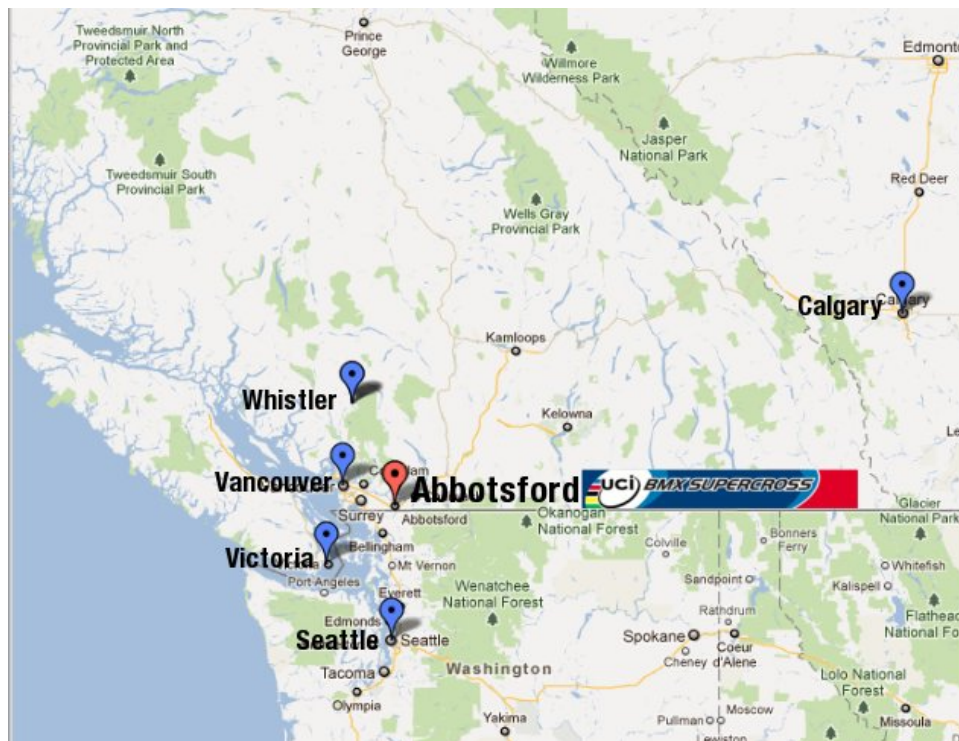 Tweedsmuir North
Provincial Park and
Protected Area
Prince
George
Willmore
Wilderness Park
Edmont
Jasper
National Park
Tweedsmuir South
Provincial Park
Red Deer
Wells Gray
Provincial Park
Calgary
Kamloops
Whistler
Kelowna
Vancouver
Abbotsford
uci BMX SUPERCROSS
Surrey
Abbotsford
Okanogan
National Forest
Glacier
National Park
Victoria
Bellingham
Colville
Bonners
Ferry
Mt Vernon
Port Angeles
Whitefish
Sandpoint
Kalispell
Wenatchee
National Forest
Everett
Edmonds
Rathdrum
Flathead
National Fo
Seattle
Seattle
Spokane
Coeur
d'Alene
Cheney
Washington
Tacoma
Lolo National
Forest
Olympia
Yakima
Pullman
Moscow
Missoula
Lewiston